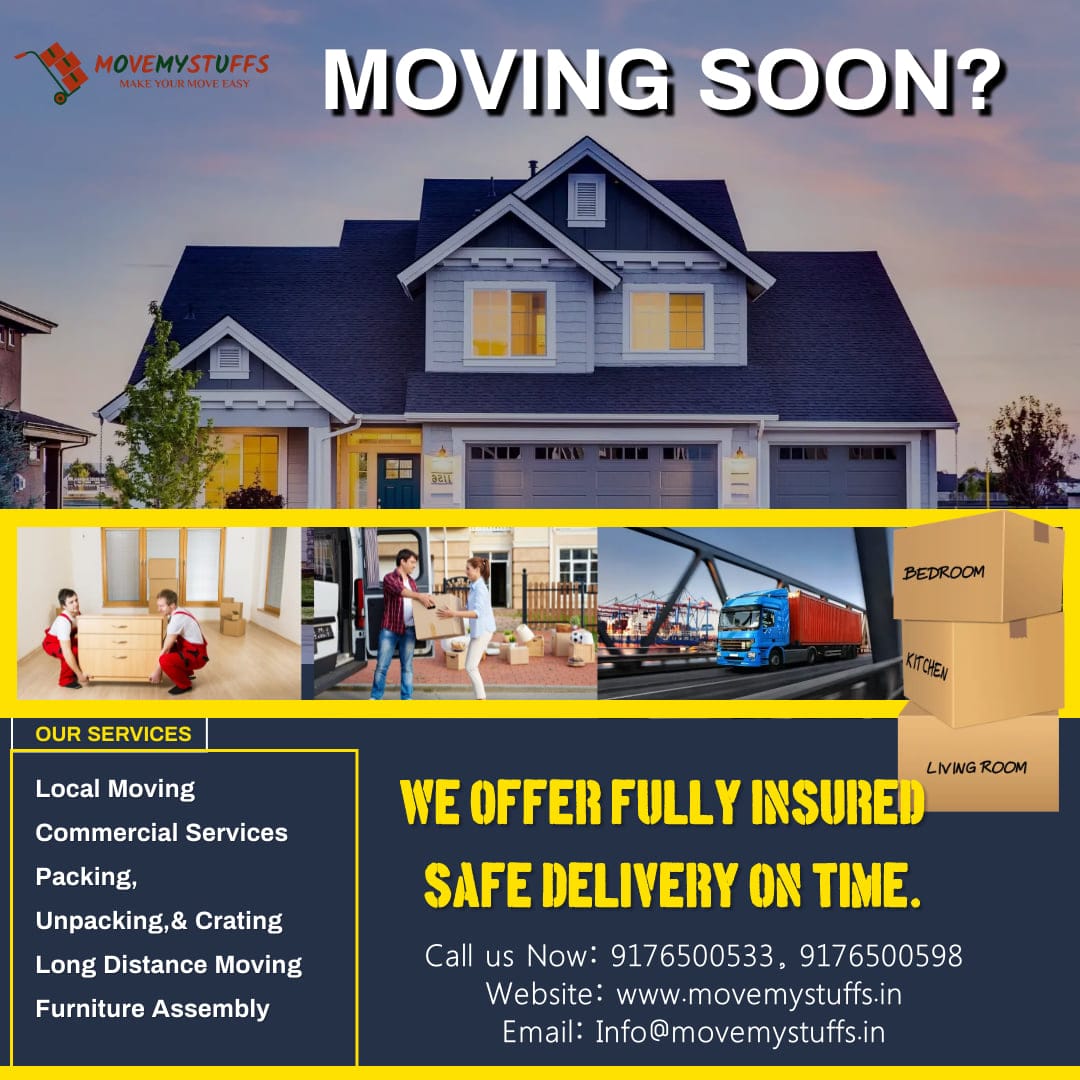 MOVEMYSTUFFS
MAKE YOUR MOVE EASY
MOVING SOON?
BEDROOM
KITCHEN
LIVING ROOM
OUR SERVICES
Local Moving
Commercial Services
Packing,
Unpacking,& Crating
Long Distance Moving
Furniture Assembly
WE OFFER FULLY INSURED
SAFE DELIVERY ON TIME.
Call us Now: 9176500533, 9176500598
Website: www.movemystuffs.in
Email: Info@movemystuffs.in